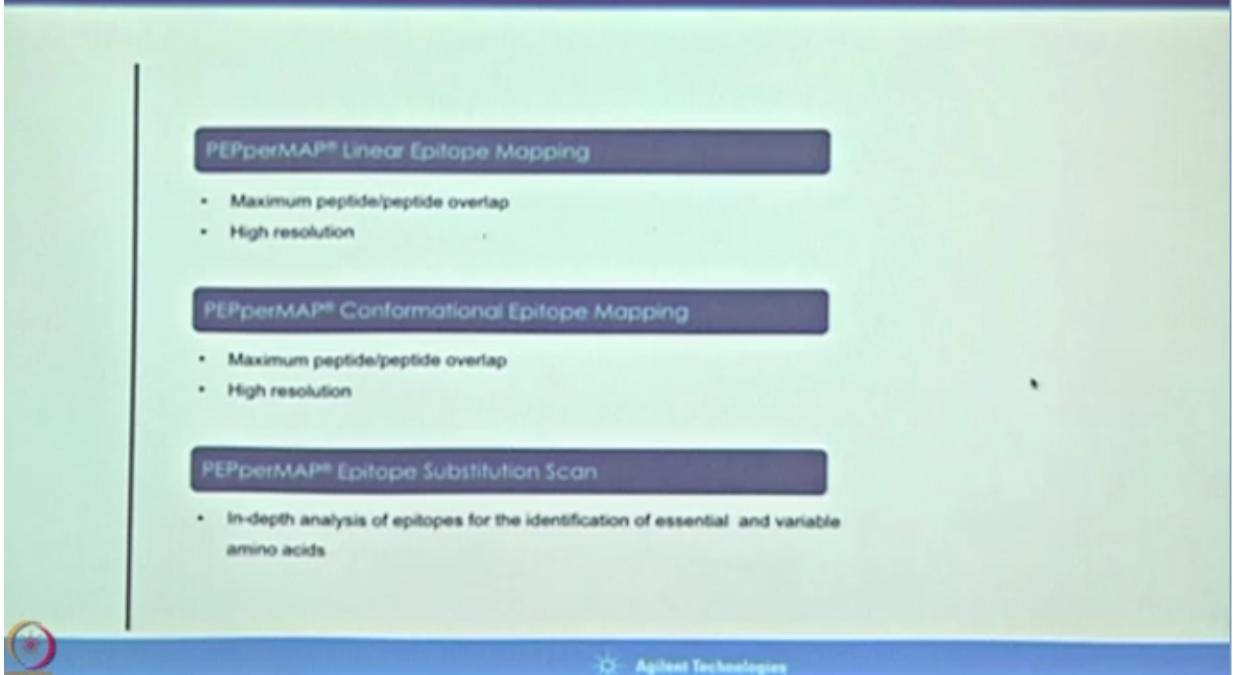 PEPperMAP® Linear Epitope Mapping
• Maximum peptide/peptide overlap
• High resolution
PEPperMAP® Conformational Epitope Mapping
• Maximum peptide/peptide overlap
• High resolution
PEPperMAP® Epitope Substitution Scan
• In-depth analysis of epitopes for the identification of essential and variable
amino acids
Agilent Technologies